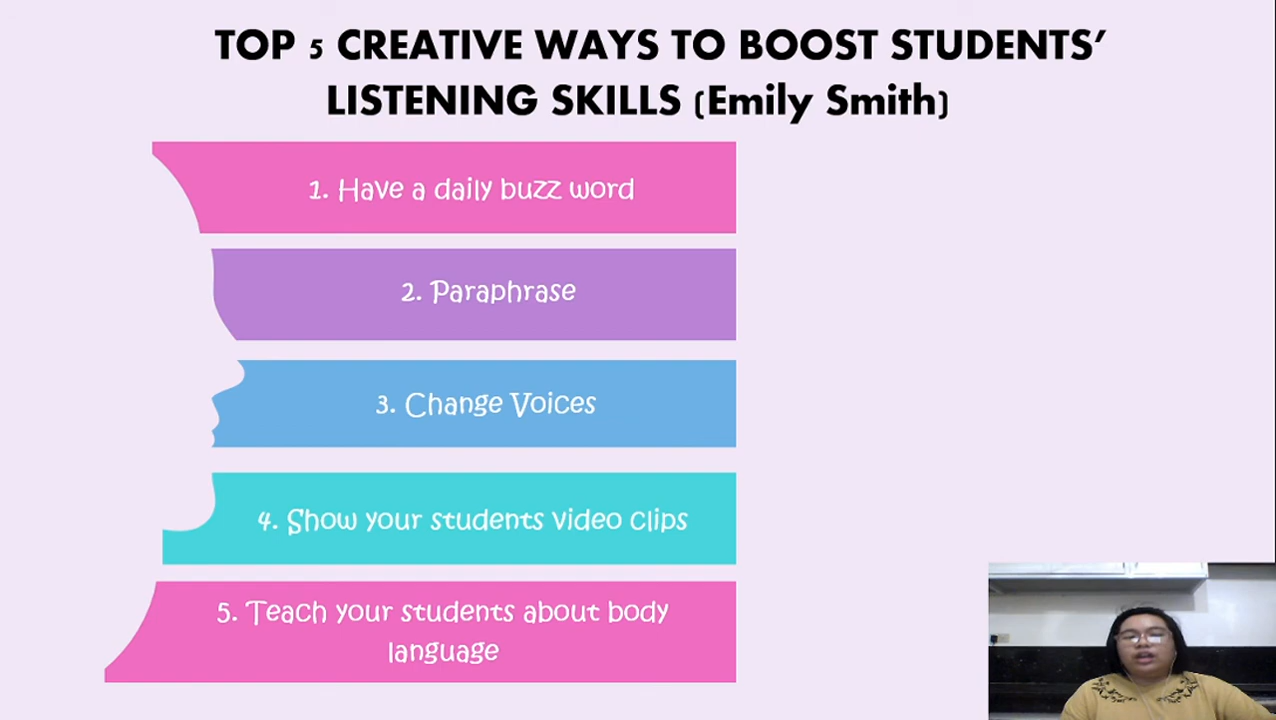 TOP 5 CREATIVE WAYS TO BOOST STUDENTS'
LISTENING SKILLS (Emily Smith)
1. Have a daily buzz word
2. Paraphrase
3. Change Voices
4. Show your students video clips
5. Teach your students about body
language